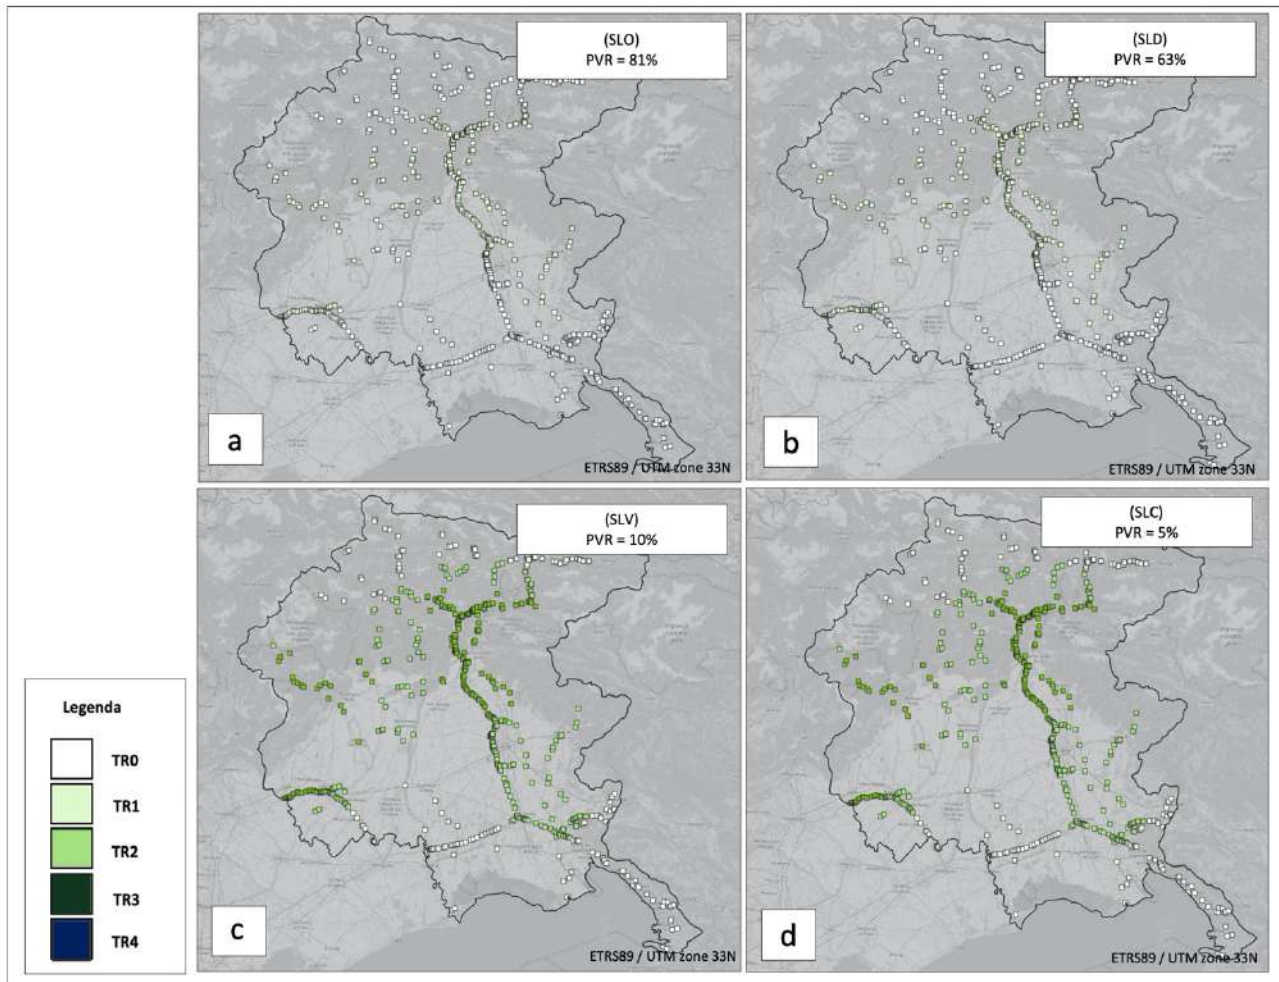 (SLO)
PVR = 81%
a
ETRS89 / UTM zone 33N
(SLD)
PVR = 63%
b
ETRS89 / UTM zone 33N
(SLV)
PVR = 10%
c
ETRS89 / UTM zone 33N
(SLC)
PVR = 5%
d
ETRS89 / UTM zone 33N
Legenda
TR0
TR1
TR2
TR3
TR4